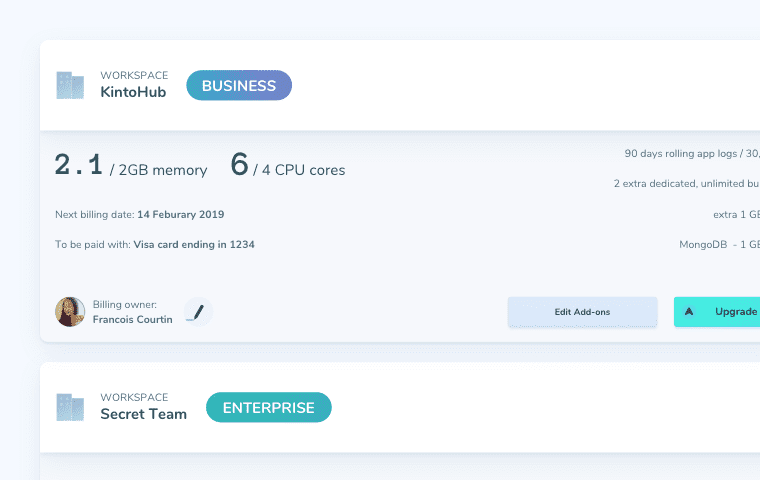 WORKSPACE
KintoHub
BUSINESS
2.1 / 2GB memory 6 / 4 CPU cores
90 days rolling app logs / 30,
2 extra dedicated, unlimited bu
Next billing date: 14 Feburary 2019
extra 1 GE
To be paid with: Visa card ending in 1234
MongoDB - 1 GE
Billing owner:
Francois Courtin
Edit Add-ons
Upgrade
WORKSPACE
Secret Team
ENTERPRISE